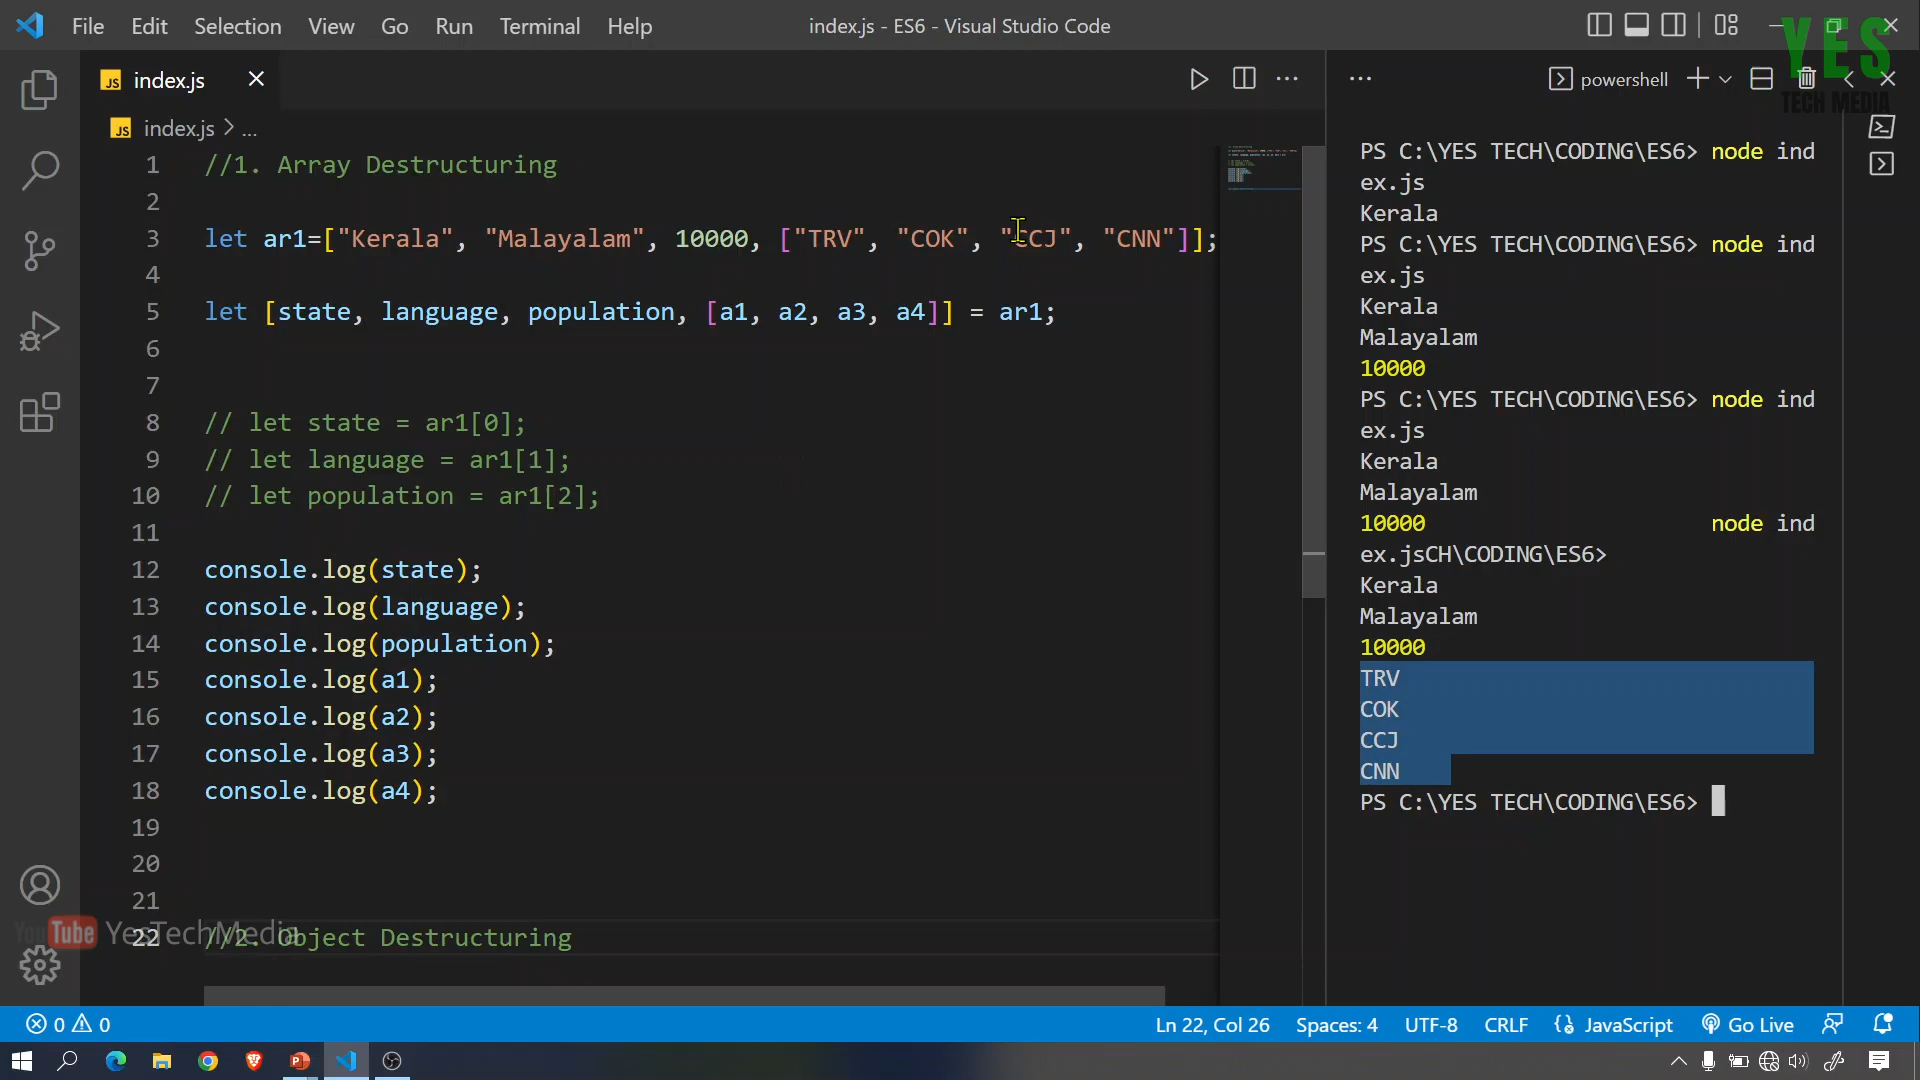 File Edit Selection View Go Run Terminal Help
index.js - ES6 - Visual Studio Code
YES
TECH MEDIA
JS index.js
powershell
JS index.js > ...
1 //1. Array Destructuring
2
3 let ar1=["Kerala", "Malayalam", 10000, ["TRV", "COK", "CCJ", "CNN"]];
4
5 let [state, language, population, [a1, a2, a3, a4]] = ar1;
6
7
8 // let state = ar1[0];
9 // let language = ar1[1];
10 // let population = ar1[2];
11
12 console.log(state);
13 console.log(language);
14 console.log(population);
15 console.log(a1);
16 console.log(a2);
17 console.log(a3);
18 console.log(a4);
19
20
21
22 //2. Object Destructuring
YouTube YesTechMedia
PS C:\YES TECH\CODING\ES6> node ind
ex.js
Kerala
PS C:\YES TECH\CODING\ES6> node ind
ex.js
Kerala
Malayalam
10000
PS C:\YES TECH\CODING\ES6> node ind
ex.js
Kerala
Malayalam
10000 node ind
ex.jsCH\CODING\ES6>
Kerala
Malayalam
10000
TRV
COK
CCJ
CNN
PS C:\YES TECH\CODING\ES6>
0 0
Ln 22, Col 26 Spaces: 4 UTF-8 CRLF {} JavaScript Go Live